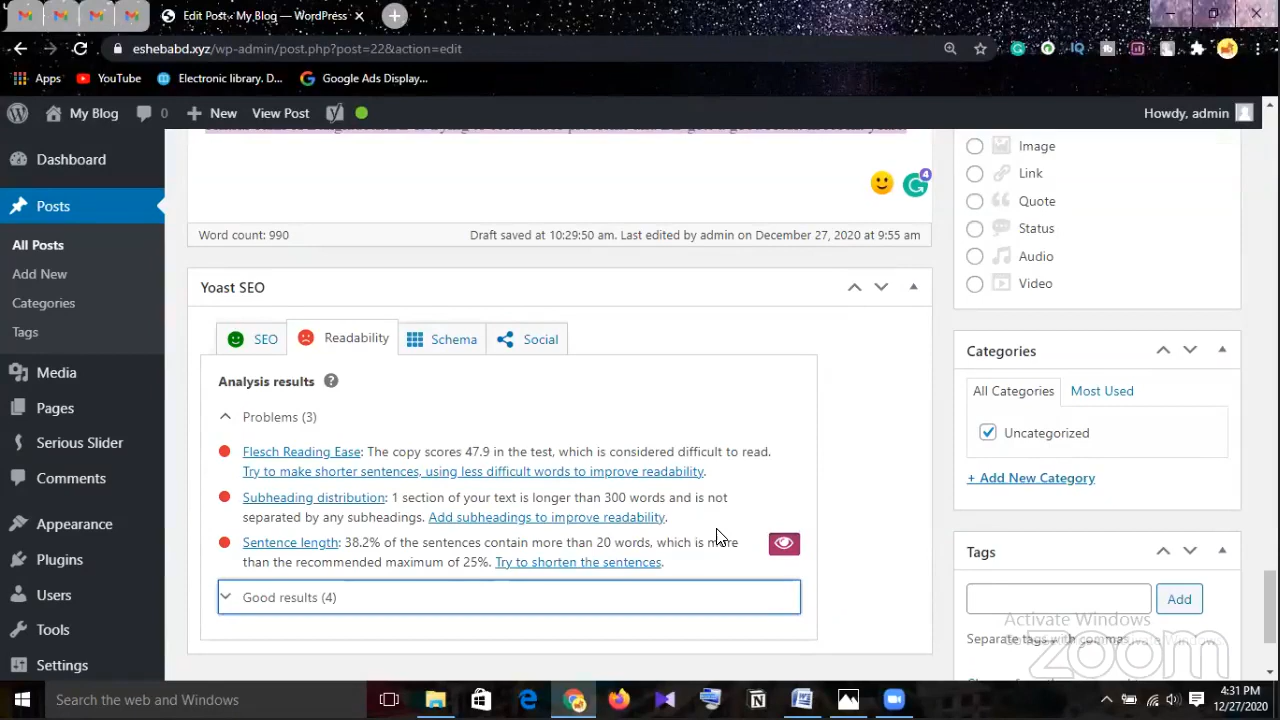 Edit Post ‹ My Blog — WordPress
eshebabd.xyz/wp-admin/post.php?post=22&action=edit
Apps
YouTube
Electronic library. D...
Google Ads Display...
My Blog
0
New
View Post
Howdy, admin
Dashboard
Posts
All Posts
Add New
Categories
Tags
Media
Pages
Serious Slider
Comments
Appearance
Plugins
Users
Tools
Settings
4
Word count: 990
Draft saved at 10:29:50 am. Last edited by admin on December 27, 2020 at 9:55 am
Yoast SEO
SEO
Readability
Schema
Social
Analysis results
Problems (3)
Flesch Reading Ease: The copy scores 47.9 in the test, which is considered difficult to read.
Try to make shorter sentences, using less difficult words to improve readability.
Subheading distribution: 1 section of your text is longer than 300 words and is not
separated by any subheadings. Add subheadings to improve readability.
Sentence length: 38.2% of the sentences contain more than 20 words, which is more
than the recommended maximum of 25%. Try to shorten the sentences.
Good results (4)
Image
Link
Quote
Status
Audio
Video
Categories
All Categories
Most Used
Uncategorized
+ Add New Category
Tags
Add
Activate Windows
Separate tags with commas
zoom
Search the web and Windows
4:31 PM
12/27/2020